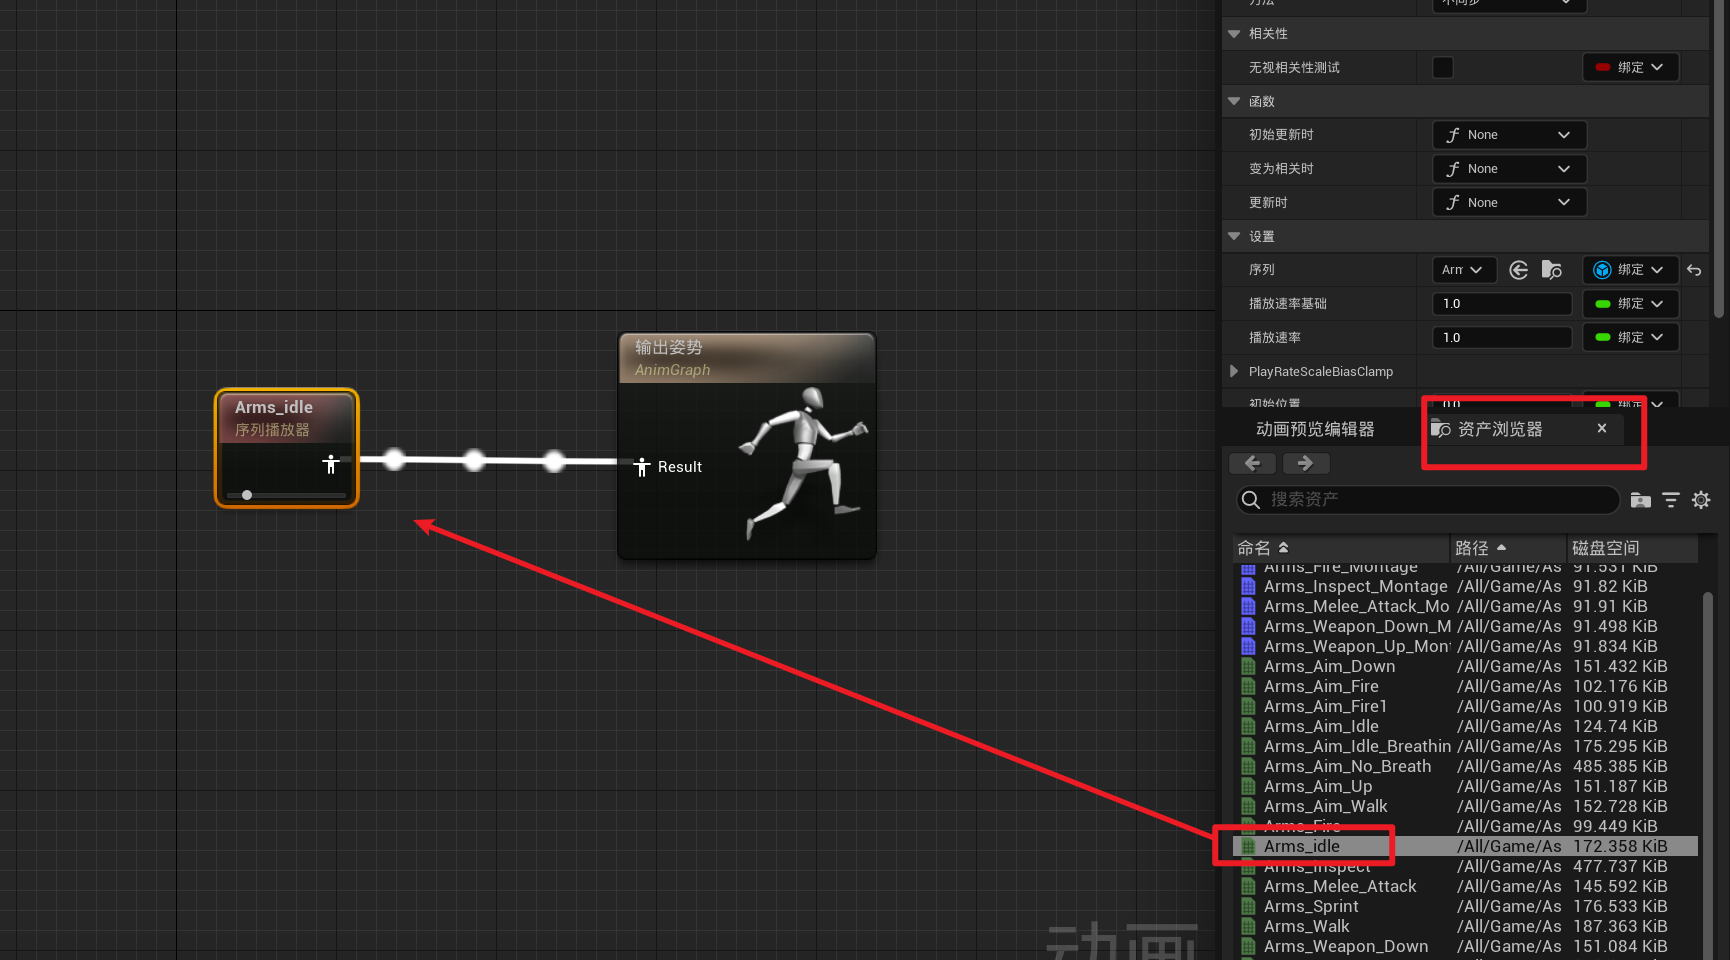 方法
不同步
相关性
无视相关性测试
绑定
函数
初始更新时
None
变为相关时
None
更新时
None
设置
序列
Arm
绑定
播放速率基础
1.0
绑定
播放速率
1.0
绑定
PlayRateScaleBiasClamp
初始位置
0.0
绑定
Arms_idle
序列播放器
输出姿势
AnimGraph
Result
动画预览编辑器
资产浏览器
搜索资产
命名 路径 磁盘空间
Arms_Fire_Montage /All/Game/As 91.531 KiB
Arms_Inspect_Montage /All/Game/As 91.82 KiB
Arms_Melee_Attack_Mo /All/Game/As 91.91 KiB
Arms_Weapon_Down_M /All/Game/As 91.498 KiB
Arms_Weapon_Up_Mont /All/Game/As 91.834 KiB
Arms_Aim_Down /All/Game/As 151.432 KiB
Arms_Aim_Fire /All/Game/As 102.176 KiB
Arms_Aim_Fire1 /All/Game/As 100.919 KiB
Arms_Aim_Idle /All/Game/As 124.74 KiB
Arms_Aim_Idle_Breathin /All/Game/As 175.295 KiB
Arms_Aim_No_Breath /All/Game/As 485.385 KiB
Arms_Aim_Up /All/Game/As 151.187 KiB
Arms_Aim_Walk /All/Game/As 152.728 KiB
Arms_Fire /All/Game/As 99.449 KiB
Arms_idle /All/Game/As 172.358 KiB
Arms_Inspect /All/Game/As 477.737 KiB
Arms_Melee_Attack /All/Game/As 145.592 KiB
Arms_Sprint /All/Game/As 176.533 KiB
Arms_Walk /All/Game/As 187.363 KiB
Arms_Weapon_Down /All/Game/As 151.084 KiB
动画